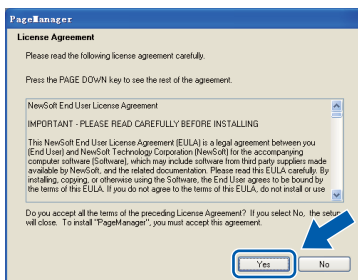 PageManager
License Agreement
Please read the following license agreement carefully.
Press the PAGE DOWN key to see the rest of the agreement.
NewSoft End User License Agreement
IMPORTANT - PLEASE READ CAREFULLY BEFORE INSTALLING
This NewSoft End User License Agreement (EULA) is a legal agreement between you
(End User) and NewSoft Technology Corporation (NewSoft) for the accompanying
computer software (Software), which may include software from third party suppliers made
available by NewSoft, and the related documentation. Please read this EULA carefully. By
installing, copying, or otherwise using the Software, the End User agrees to be bound by
the terms of this EULA. If you do not agree to the terms of this EULA, do not install or use
Do you accept all the terms of the preceding License Agreement? If you select No, the setup
will close. To install "PageManager", you must accept this agreement.
Yes
No